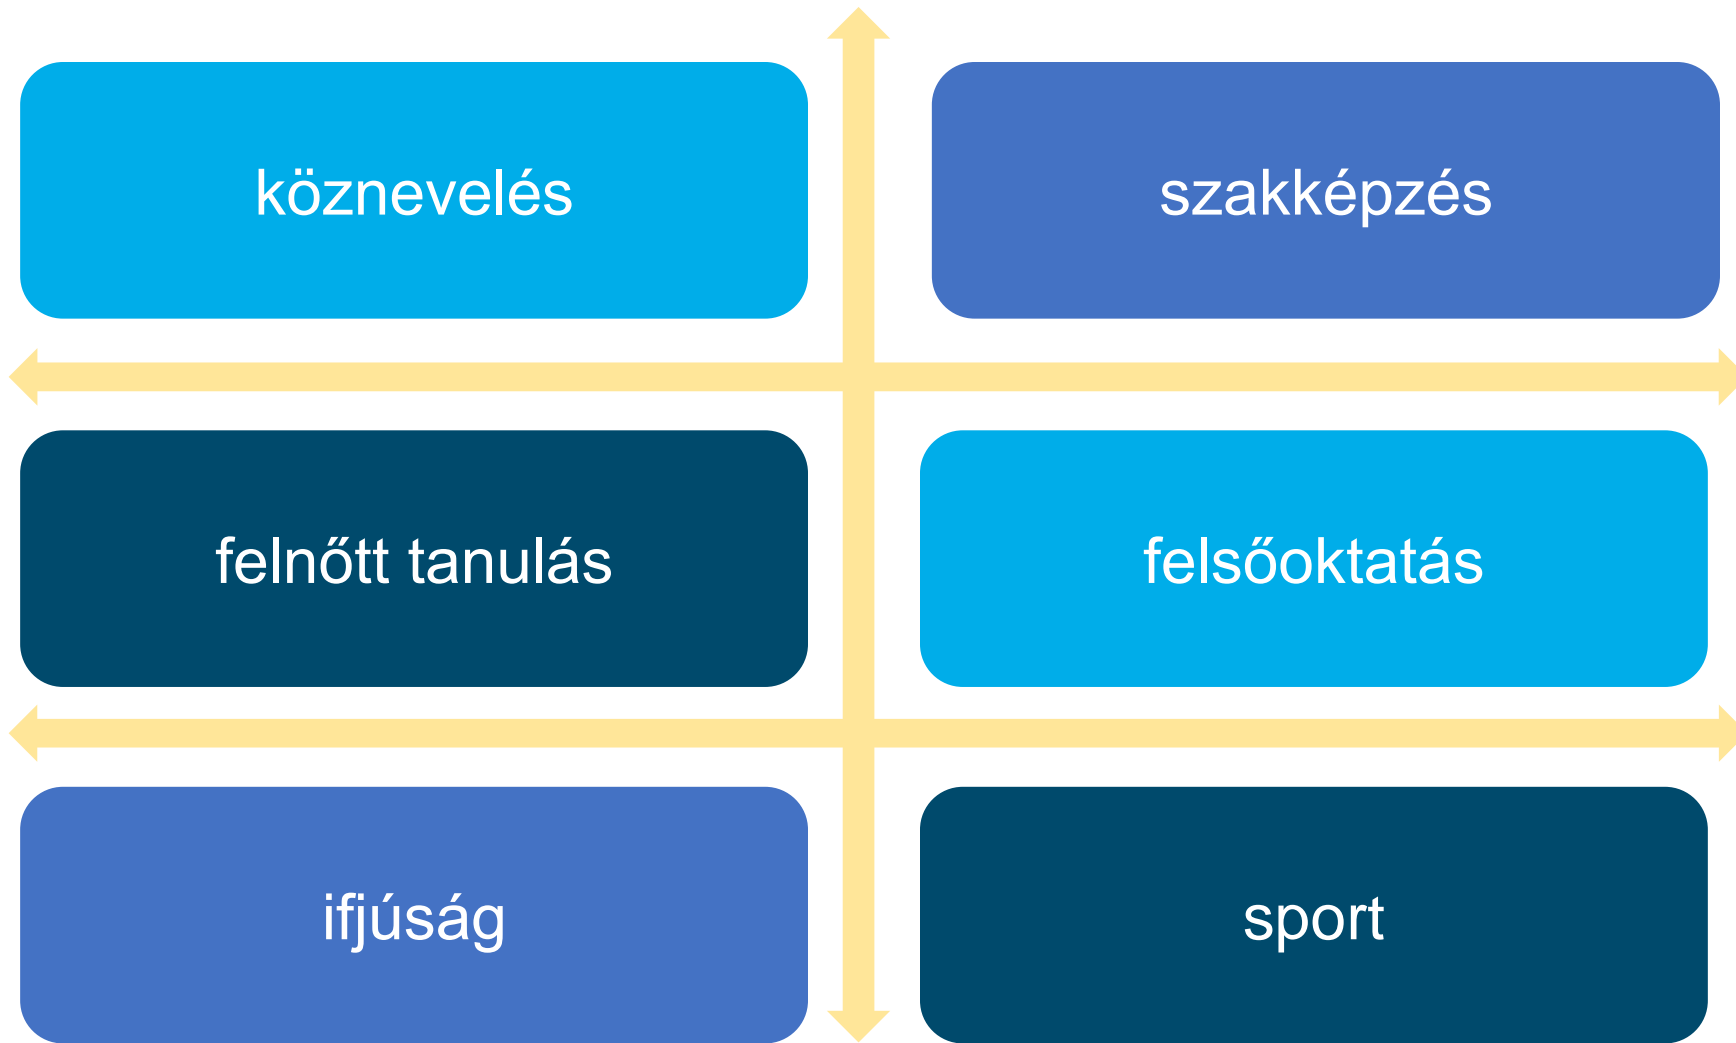 köznevelés
szakképzés
felnőtt tanulás
felsőoktatás
ifjúság
sport